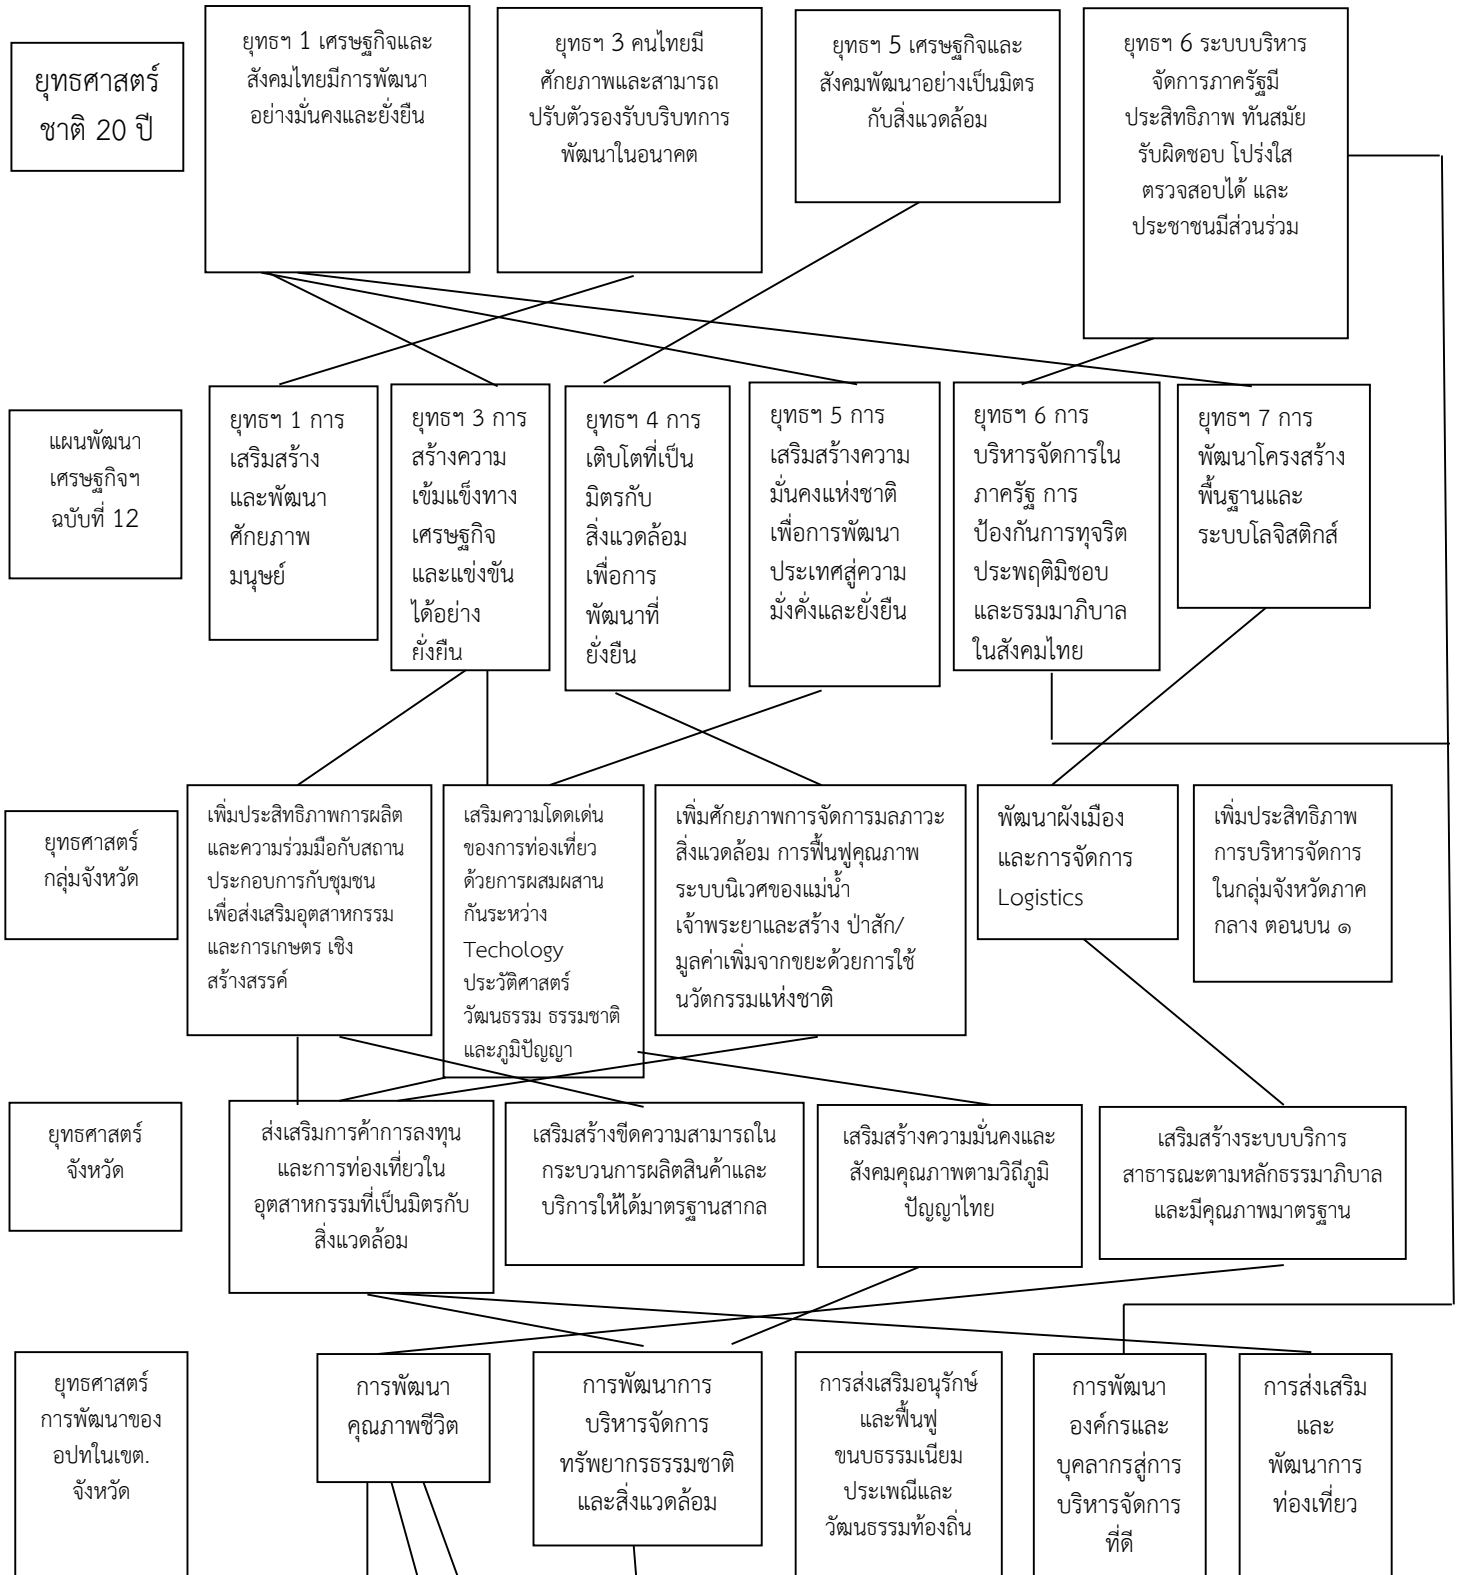 ยุทธศาสตร์
ชาติ 20 ปี
ยุทธฯ 1 เศรษฐกิจและ
สังคมไทยมีการพัฒนา
อย่างมั่นคงและยั่งยืน
ยุทธฯ 3 คนไทยมี
ศักยภาพและสามารถ
ปรับตัวรองรับบริบทการ
พัฒนาในอนาคต
ยุทธฯ 5 เศรษฐกิจและ
สังคมพัฒนาอย่างเป็นมิตร
กับสิ่งแวดล้อม
ยุทธฯ 6 ระบบบริหาร
จัดการภาครัฐมี
ประสิทธิภาพ ทันสมัย
รับผิดชอบ โปร่งใส
ตรวจสอบได้ และ
ประชาชนมีส่วนร่วม
แผนพัฒนา
เศรษฐกิจฯ
ฉบับที่ 12
ยุทธฯ 1 การ
เสริมสร้าง
และพัฒนา
ศักยภาพ
มนุษย์
ยุทธฯ 3 การ
สร้างความ
เข้มแข็งทาง
เศรษฐกิจ
และแข่งขัน
ได้อย่าง
ยั่งยืน
ยุทธฯ 4 การ
เติบโตที่เป็น
มิตรกับ
สิ่งแวดล้อม
เพื่อการ
พัฒนาที่
ยั่งยืน
ยุทธฯ 5 การ
เสริมสร้างความ
มั่นคงแห่งชาติ
เพื่อการพัฒนา
ประเทศสู่ความ
มั่งคั่งและยั่งยืน
ยุทธฯ 6 การ
บริหารจัดการใน
ภาครัฐ การ
ป้องกันการทุจริต
ประพฤติมิชอบ
และธรรมมาภิบาล
ในสังคมไทย
ยุทธฯ 7 การ
พัฒนาโครงสร้าง
พื้นฐานและ
ระบบโลจิสติกส์
ยุทธศาสตร์
กลุ่มจังหวัด
เพิ่มประสิทธิภาพการผลิต
และความร่วมมือกับสถาน
ประกอบการกับชุมชน
เพื่อส่งเสริมอุตสาหกรรม
และการเกษตร เชิง
สร้างสรรค์
เสริมความโดดเด่น
ของการท่องเที่ยว
ด้วยการผสมผสาน
กันระหว่าง
Techology
ประวัติศาสตร์
วัฒนธรรม ธรรมชาติ
และภูมิปัญญา
เพิ่มศักยภาพการจัดการมลภาวะ
สิ่งแวดล้อม การฟื้นฟูคุณภาพ
ระบบนิเวศของแม่น้ำ
เจ้าพระยาและสร้าง ป่าสัก/
มูลค่าเพิ่มจากขยะด้วยการใช้
นวัตกรรมแห่งชาติ
พัฒนาผังเมือง
และการจัดการ
Logistics
เพิ่มประสิทธิภาพ
การบริหารจัดการ
ในกลุ่มจังหวัดภาค
กลาง ตอนบน ๑
ยุทธศาสตร์
จังหวัด
ส่งเสริมการค้าการลงทุน
และการท่องเที่ยวใน
อุตสาหกรรมที่เป็นมิตรกับ
สิ่งแวดล้อม
เสริมสร้างขีดความสามารถใน
กระบวนการผลิตสินค้าและ
บริการให้ได้มาตรฐานสากล
เสริมสร้างความมั่นคงและ
สังคมคุณภาพตามวิถีภูมิ
ปัญญาไทย
เสริมสร้างระบบบริการ
สาธารณะตามหลักธรรมาภิบาล
และมีคุณภาพมาตรฐาน
ยุทธศาสตร์
การพัฒนาของ
อปทในเขต.
จังหวัด
การพัฒนา
คุณภาพชีวิต
การพัฒนาการ
บริหารจัดการ
ทรัพยากรธรรมชาติ
และสิ่งแวดล้อม
การส่งเสริมอนุรักษ์
และฟื้นฟู
ขนบธรรมเนียม
ประเพณีและ
วัฒนธรรมท้องถิ่น
การพัฒนา
องค์กรและ
บุคลากรสู่การ
บริหารจัดการ
ที่ดี
การส่งเสริม
และ
พัฒนาการ
ท่องเที่ยว